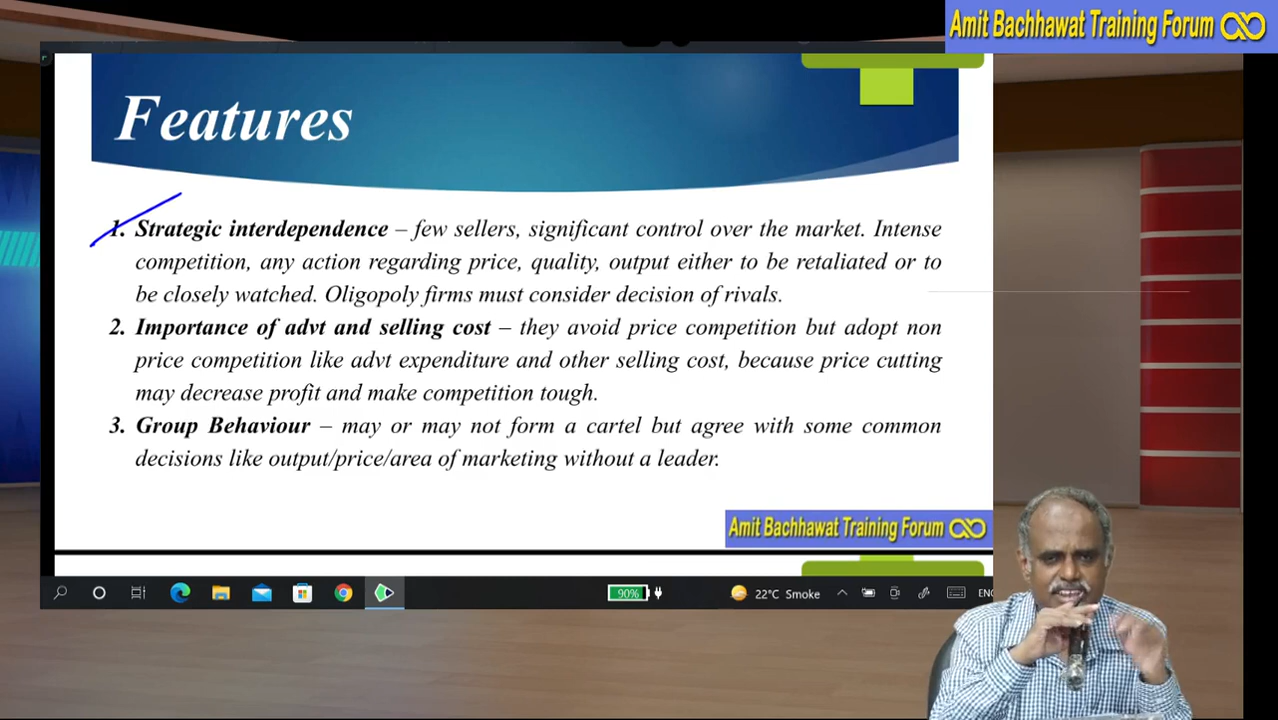 Amit Bachhawat Training Forum
Features
1. Strategic interdependence – few sellers, significant control over the market. Intense
competition, any action regarding price, quality, output either to be retaliated or to
be closely watched. Oligopoly firms must consider decision of rivals.
2. Importance of advt and selling cost – they avoid price competition but adopt non
price competition like advt expenditure and other selling cost, because price cutting
may decrease profit and make competition tough.
3. Group Behaviour – may or may not form a cartel but agree with some common
decisions like output/price/area of marketing without a leader.
Amit Bachhawat Training Forum
90%
22°C Smoke
ENG